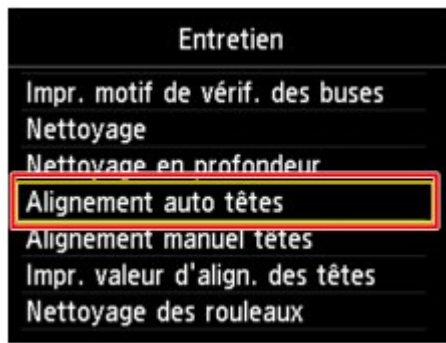 Entretien
Impr. motif de vérif. des buses
Nettoyage
Nettoyage en profondeur
Alignement auto têtes
Alignement manuel têtes
Impr. valeur d'align. des têtes
Nettoyage des rouleaux